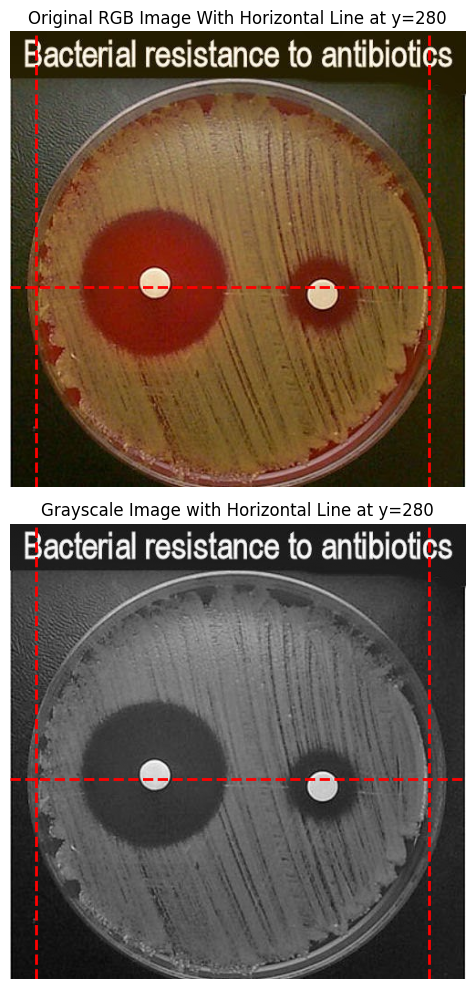 Original RGB Image With Horizontal Line at y=280
Bacterial resistance to antibiotics
Grayscale Image with Horizontal Line at y=280
Bacterial resistance to antibiotics